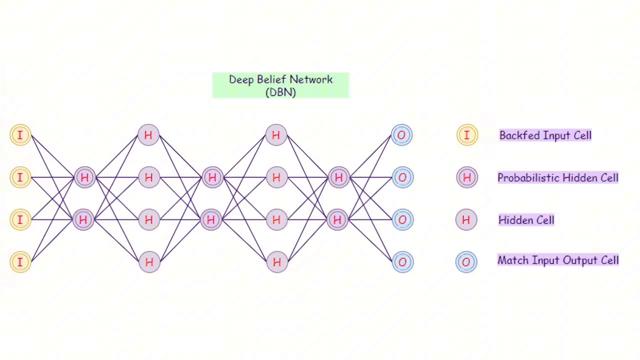 Deep Belief Network
(DBN)
I H H O I Backfed Input Cell
I H H H H H O H Probabilistic Hidden Cell
I H H H H H O H Hidden Cell
I H H O O Match Input Output Cell